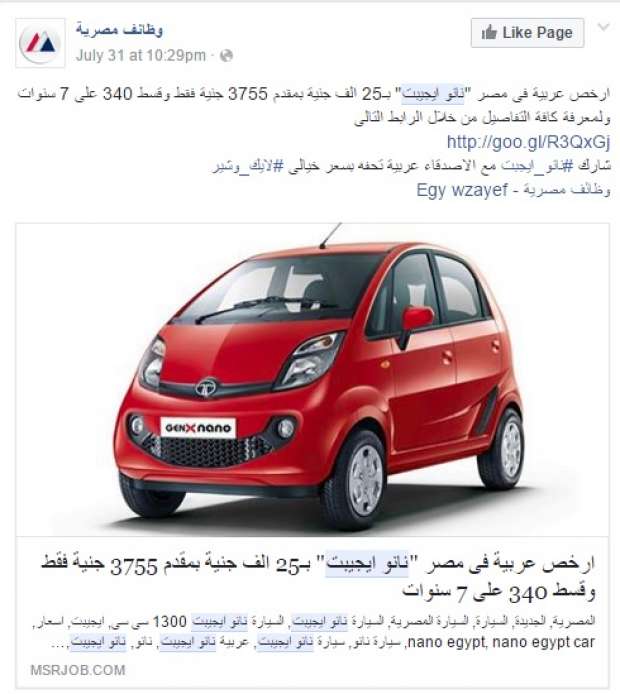 وظائف مصرية
July 31 at 10:29pm ·
Like Page
ارخص عربية فى مصر "نانو ايجيبت" بـ25 الف جنية بمقدم 3755 جنية فقط وقسط 340 على 7 سنوات
ولمعرفة كافة التفاصيل من خلال الرابط التالى
http://goo.gl/R3QxGj
شارك #نانو_ايجبت مع الاصدقاء عربية تحفه بسعر خيالى #لايك_وشير
وظائف مصرية - Egy wzayef
GENXnano
ارخص عربية فى مصر "نانو ايجيبت" بـ25 الف جنية بمقدم 3755 جنية فقط
وقسط 340 على 7 سنوات
المصرية, الجديدة, السيارة, السيارة المصرية, السيارة نانو ايجيبت, السيارة نانو ايجيبت 1300 سى سى, ايجيبت, اسعار,
nano egypt, nano egypt car, سيارة نانو, سيارة نانو ايجيبت, عربية نانو ايجيبت, نانو, نانو ايجيبت,...
MSRJOB.COM